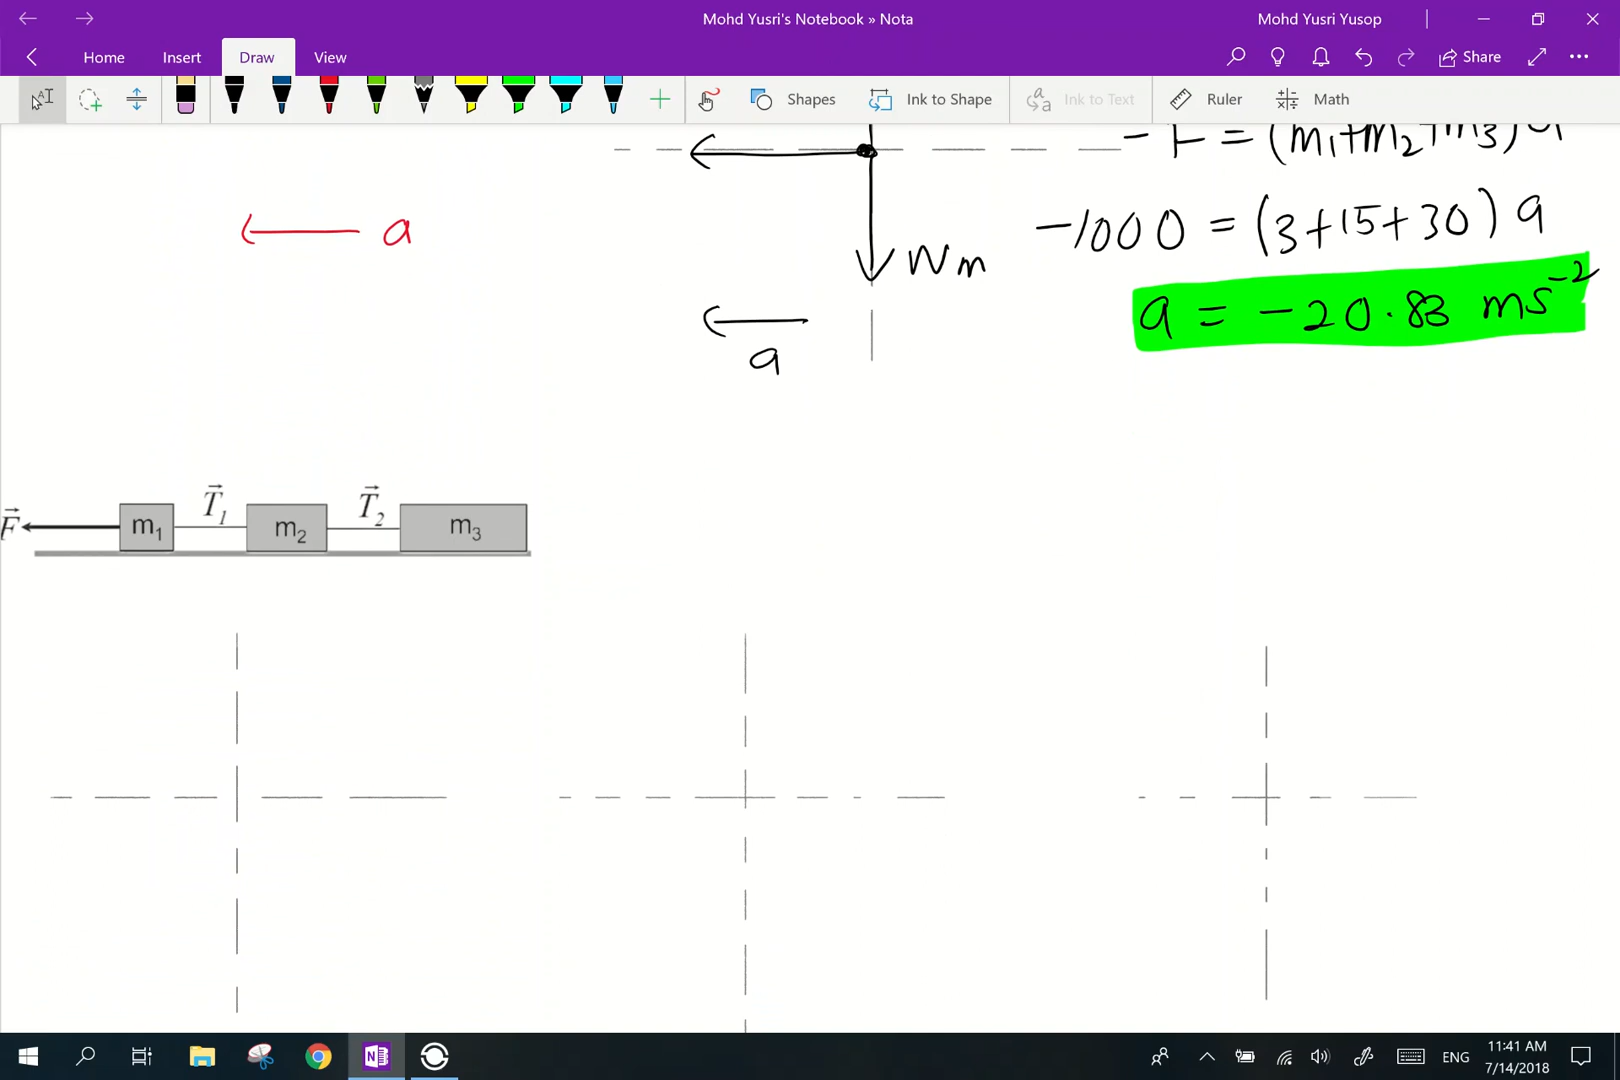 Mohd Yusri's Notebook » Nota
Mohd Yusri Yusop
Home Insert Draw View
Share
Shapes
Ink to Shape
Ink to Text
Ruler
Math
- F = (m1+m2+m3)a
-1000 = (3+15+30) a
a = -20.83 ms⁻²
a
Wm
a
F m1 T1 m2 T2 m3
ENG
11:41 AM
7/14/2018